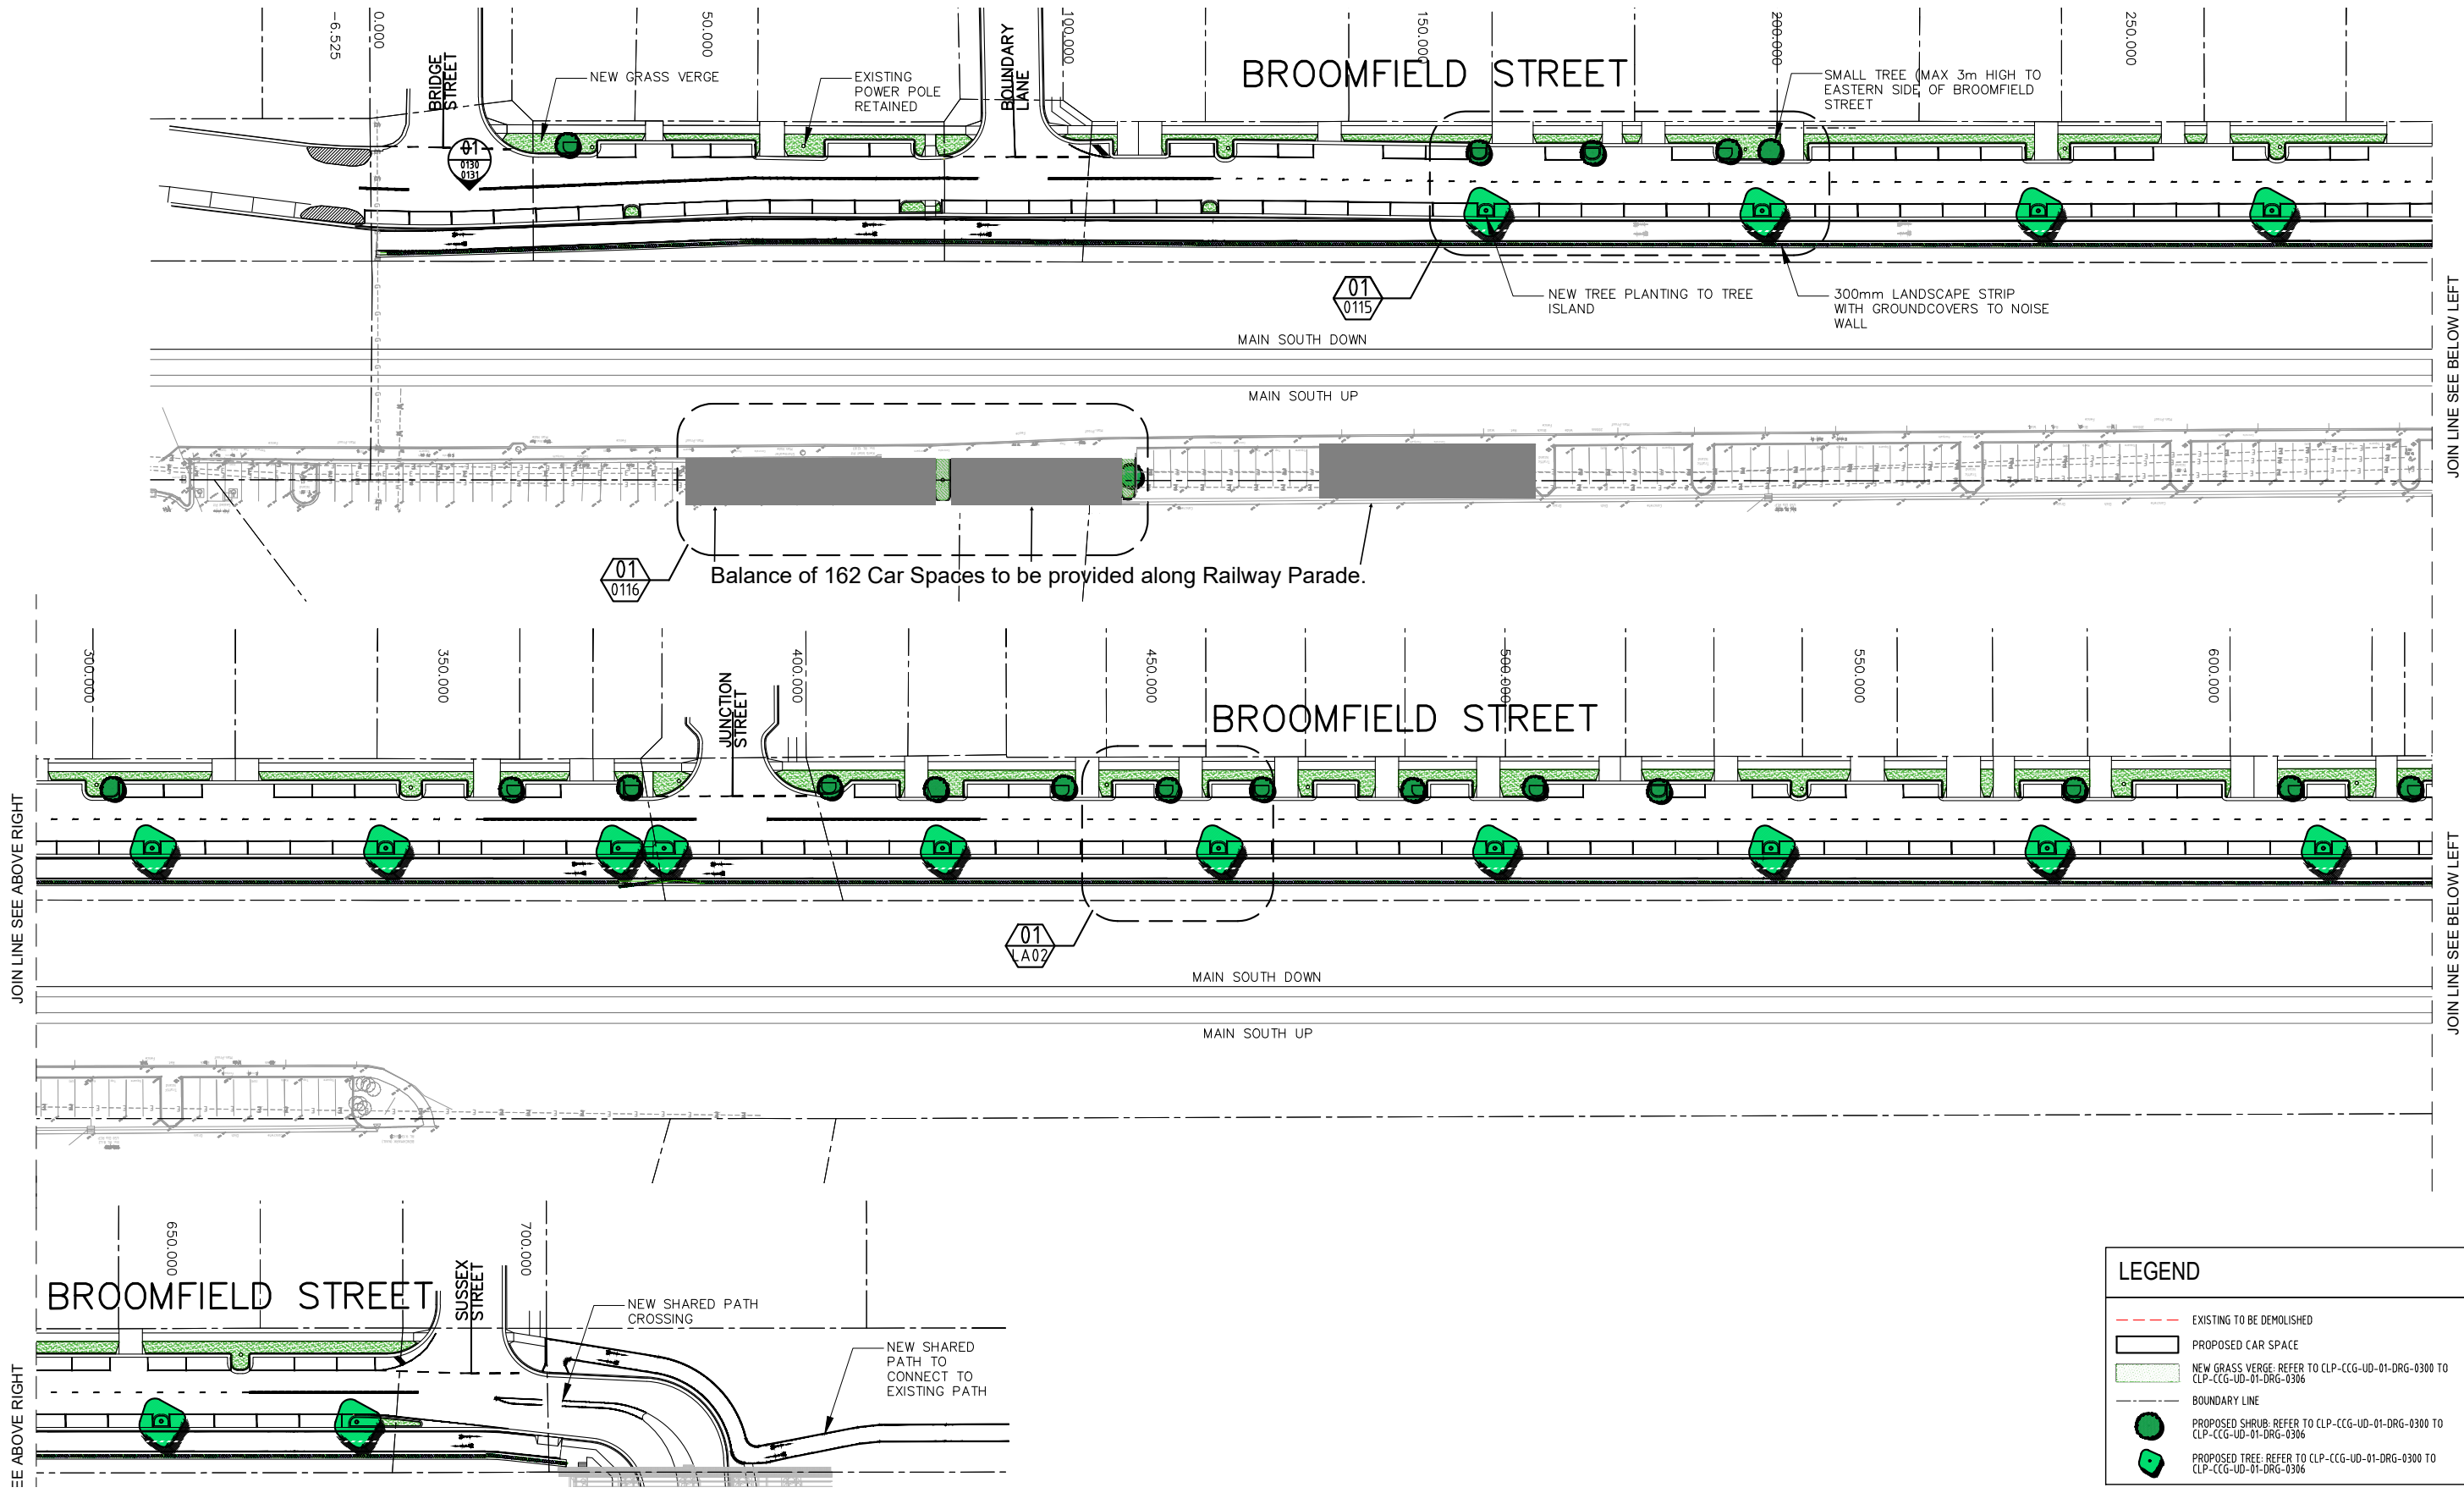 -6.525
0.000
50.000
100.000
150.000
200.000
250.000
BRIDGE
STREET
NEW GRASS VERGE
EXISTING
POWER POLE
RETAINED
BOUNDARY
LANE
BROOMFIELD STREET
SMALL TREE (MAX 3m HIGH TO
EASTERN SIDE OF BROOMFIELD
STREET
01
0130
0131
01
0115
NEW TREE PLANTING TO TREE
ISLAND
300mm LANDSCAPE STRIP
WITH GROUNDCOVERS TO NOISE
WALL
JOIN LINE SEE BELOW LEFT
MAIN SOUTH DOWN
MAIN SOUTH UP
01
0116
Balance of 162 Car Spaces to be provided along Railway Parade.
300.000
350.000
400.000
450.000
500.000
550.000
600.000
JUNCTION
STREET
BROOMFIELD STREET
JOIN LINE SEE ABOVE RIGHT
JOIN LINE SEE BELOW LEFT
01
LA02
MAIN SOUTH DOWN
MAIN SOUTH UP
650.000
700.000
BROOMFIELD STREET
SUSSEX
STREET
NEW SHARED PATH
CROSSING
NEW SHARED
PATH TO
CONNECT TO
EXISTING PATH
EE ABOVE RIGHT
LEGEND
EXISTING TO BE DEMOLISHED
PROPOSED CAR SPACE
NEW GRASS VERGE: REFER TO CLP-CCG-UD-01-DRG-0300 TO
CLP-CCG-UD-01-DRG-0306
BOUNDARY LINE
PROPOSED SHRUB: REFER TO CLP-CCG-UD-01-DRG-0300 TO
CLP-CCG-UD-01-DRG-0306
PROPOSED TREE: REFER TO CLP-CCG-UD-01-DRG-0300 TO
CLP-CCG-UD-01-DRG-0306